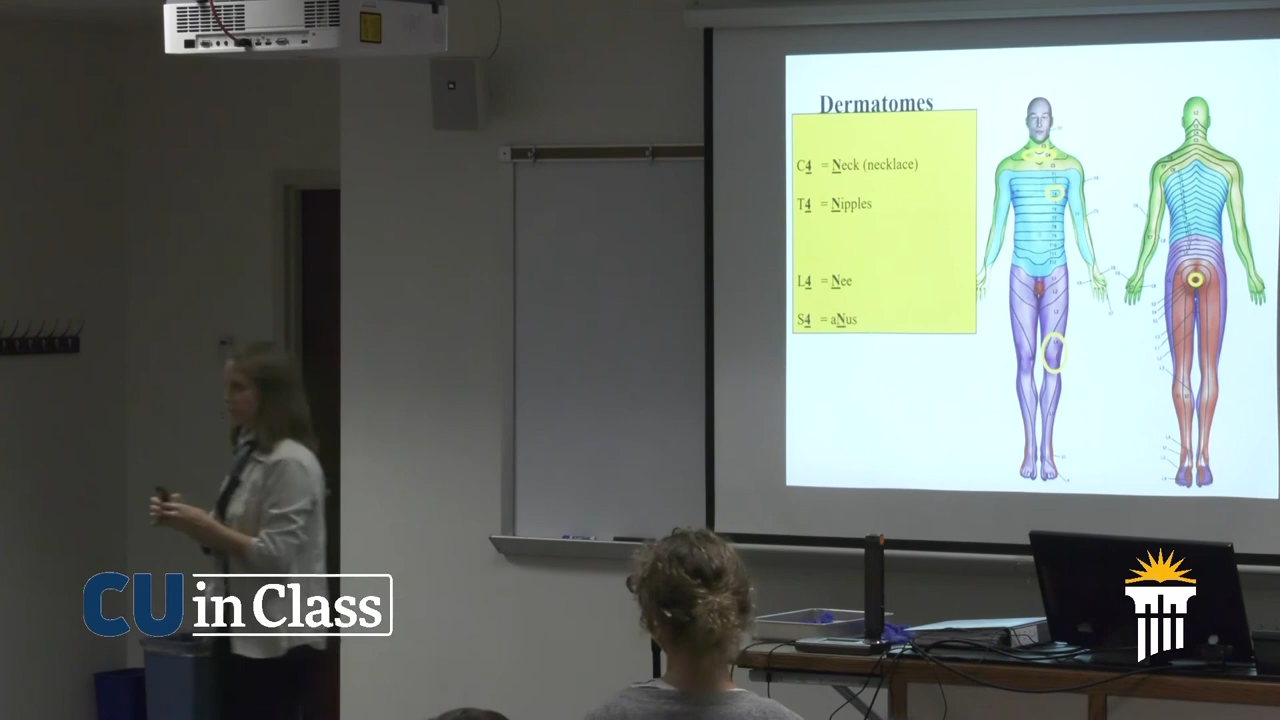 Dermatomes
C4 = Neck (necklace)
T4 = Nipples
L4 = Nee
S4 = aNus
CU in Class